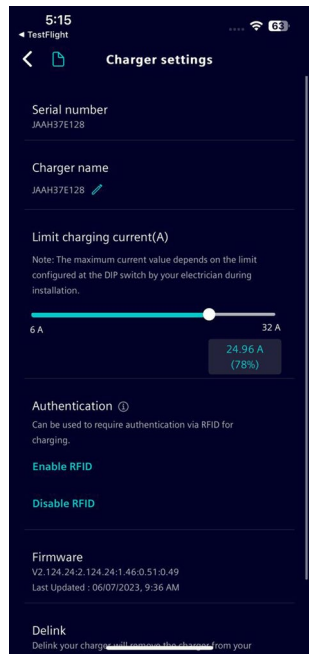 5:15
63
◀ TestFlight
Charger settings
Serial number
JAAH37E128
Charger name
JAAH37E128
Limit charging current(A)
Note: The maximum current value depends on the limit
configured at the DIP switch by your electrician during
installation.
6 A
32 A
24.96 A
(78%)
Authentication
Can be used to require authentication via RFID for
charging.
Enable RFID
Disable RFID
Firmware
V2.124.24:2.124.24:1.46:0.51:0.49
Last Updated : 06/07/2023, 9:36 AM
Delink
Delink your charger will remove the charger from your